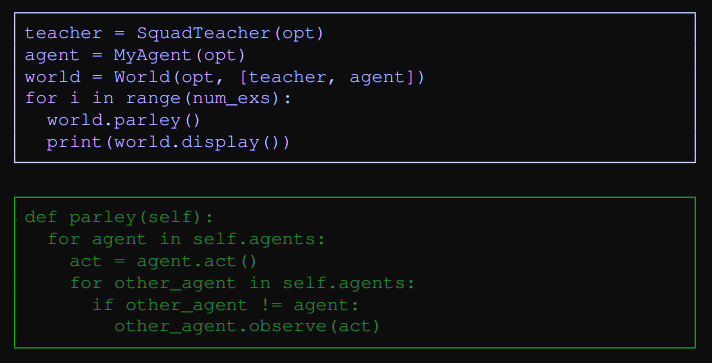 teacher = SquadTeacher(opt)
agent = MyAgent(opt)
world = World(opt, [teacher, agent])
for i in range(num_exs):
  world.parley()
  print(world.display())
def parley(self):
  for agent in self.agents:
    act = agent.act()
    for other_agent in self.agents:
      if other_agent != agent:
        other_agent.observe(act)